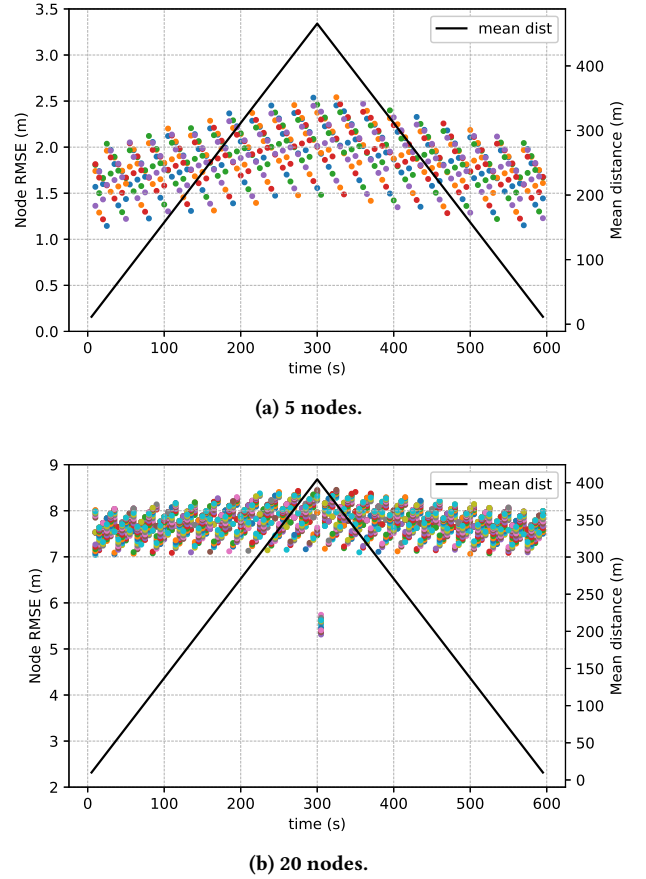 3.5
3.0
2.5
2.0
1.5
1.0
0.5
0.0
Node RMSE (m)
mean dist
400
300
200
100
0
Mean distance (m)
0 100 200 300 400 500 600
time (s)
(a) 5 nodes.
9
8
7
6
5
4
3
2
Node RMSE (m)
mean dist
400
350
300
250
200
150
100
50
0
Mean distance (m)
0 100 200 300 400 500 600
time (s)
(b) 20 nodes.